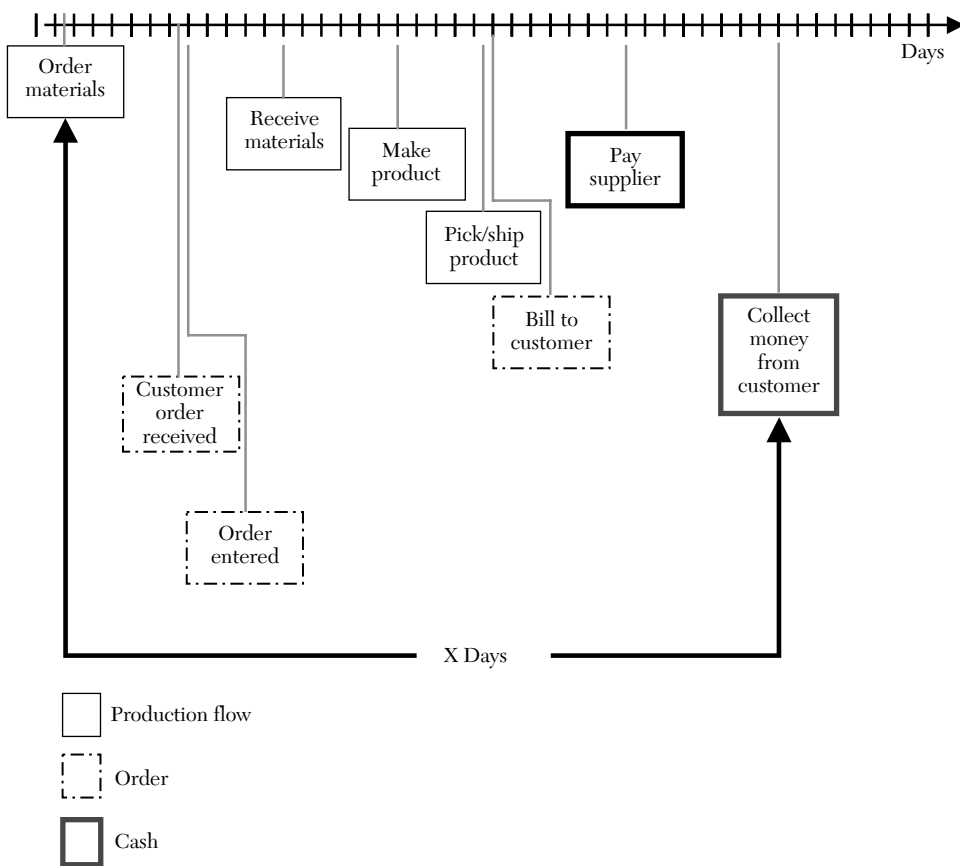 Days
Order
materials
Receive
materials
Make
product
Pay
supplier
Pick/ship
product
Bill to
customer
Collect
money
from
customer
Customer
order
received
Order
entered
X Days
Production flow
Order
Cash